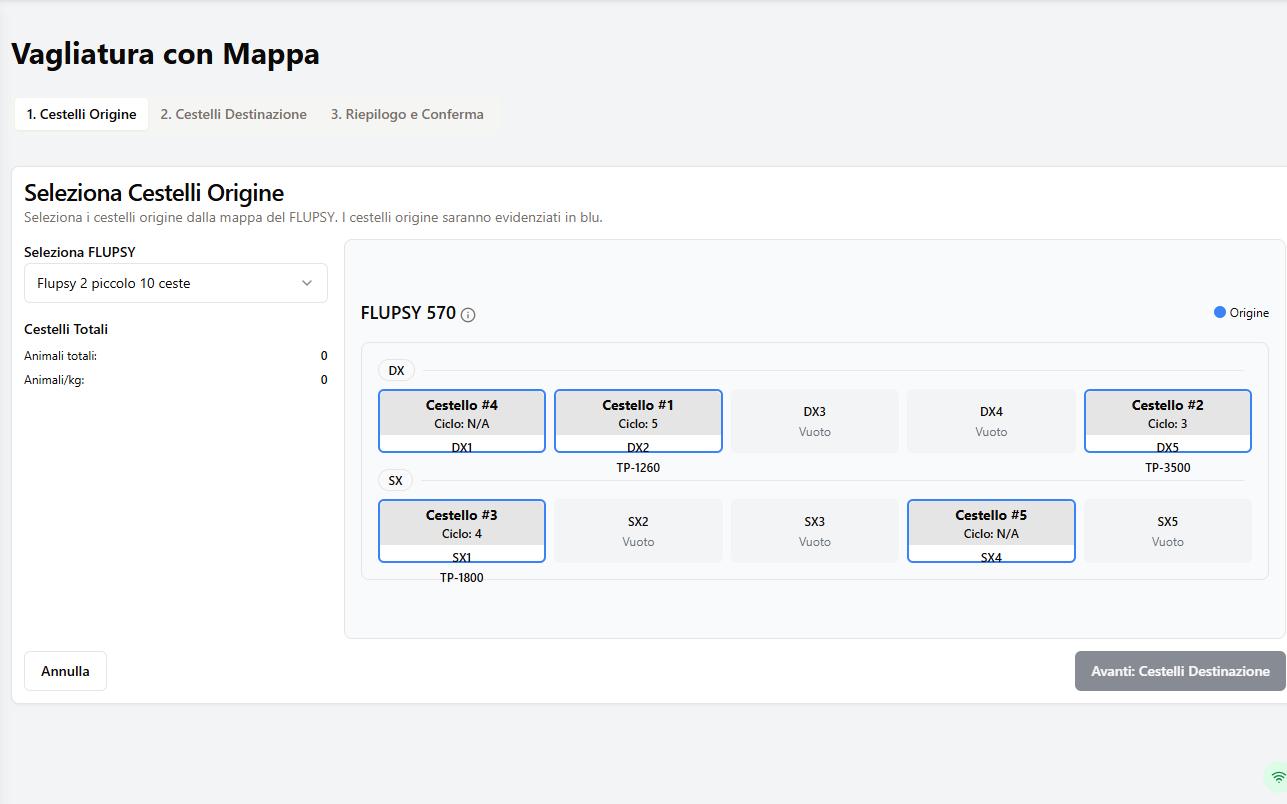 Vagliatura con Mappa
1. Cestelli Origine 2. Cestelli Destinazione 3. Riepilogo e Conferma
Seleziona Cestelli Origine
Seleziona i cestelli origine dalla mappa del FLUPSY. I cestelli origine saranno evidenziati in blu.
Seleziona FLUPSY
Flupsy 2 piccolo 10 ceste
Cestelli Totali
Animali totali: 0
Animali/kg: 0
FLUPSY 570 Origine
DX
Cestello #4 Cestello #1 DX3 DX4 Cestello #2
Ciclo: N/A Ciclo: 5 Vuoto Vuoto Ciclo: 3
DX1 DX2 DX5
TP-1260 TP-3500
SX
Cestello #3 SX2 SX3 Cestello #5 SX5
Ciclo: 4 Vuoto Vuoto Ciclo: N/A Vuoto
SX1 SX4
TP-1800
Annulla Avanti: Cestelli Destinazione